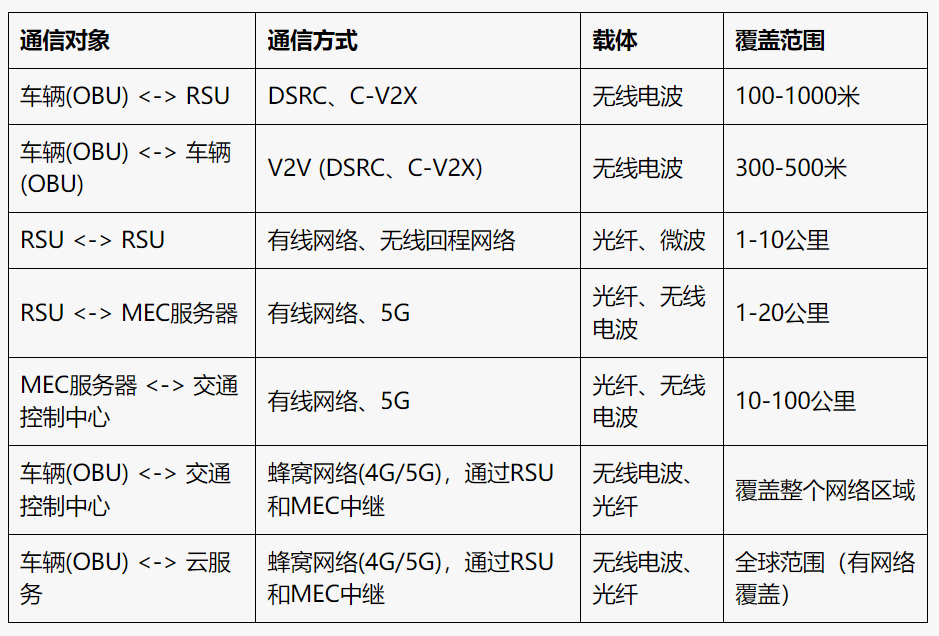 通信对象 通信方式 载体 覆盖范围
车辆(OBU) <-> RSU DSRC、C-V2X 无线电波 100-1000米
车辆(OBU) <-> 车辆
(OBU)
V2V (DSRC、C-V2X) 无线电波 300-500米
RSU <-> RSU 有线网络、无线回程网络 光纤、微波 1-10公里
RSU <-> MEC服务器 有线网络、5G
光纤、无线
电波
1-20公里
MEC服务器 <-> 交通
控制中心
有线网络、5G
光纤、无线
电波
10-100公里
车辆(OBU) <-> 交通
控制中心
蜂窝网络(4G/5G)，通过RSU
和MEC中继
无线电波、
光纤
覆盖整个网络区域
车辆(OBU) <-> 云服
务
蜂窝网络(4G/5G)，通过RSU
和MEC中继
无线电波、
光纤
全球范围（有网络
覆盖）